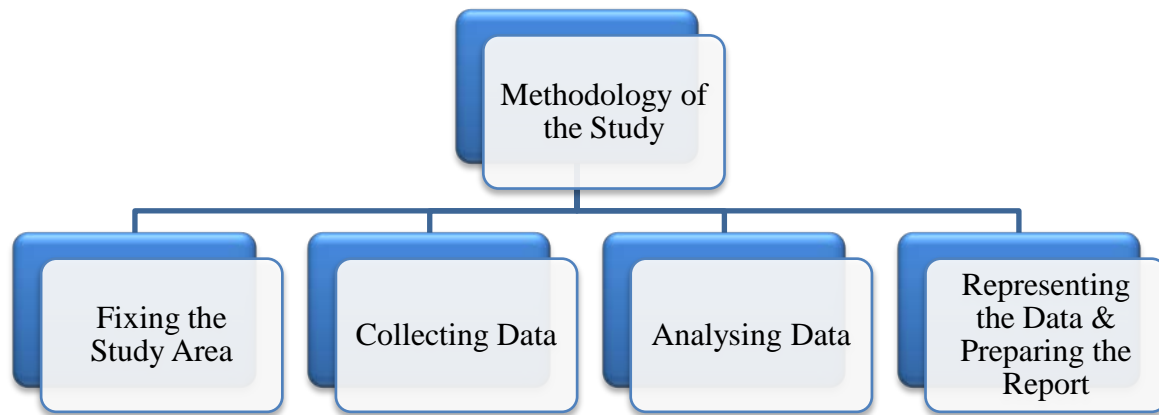 Methodology of
the Study
Fixing the
Study Area
Collecting Data
Analysing Data
Representing
the Data &
Preparing the
Report